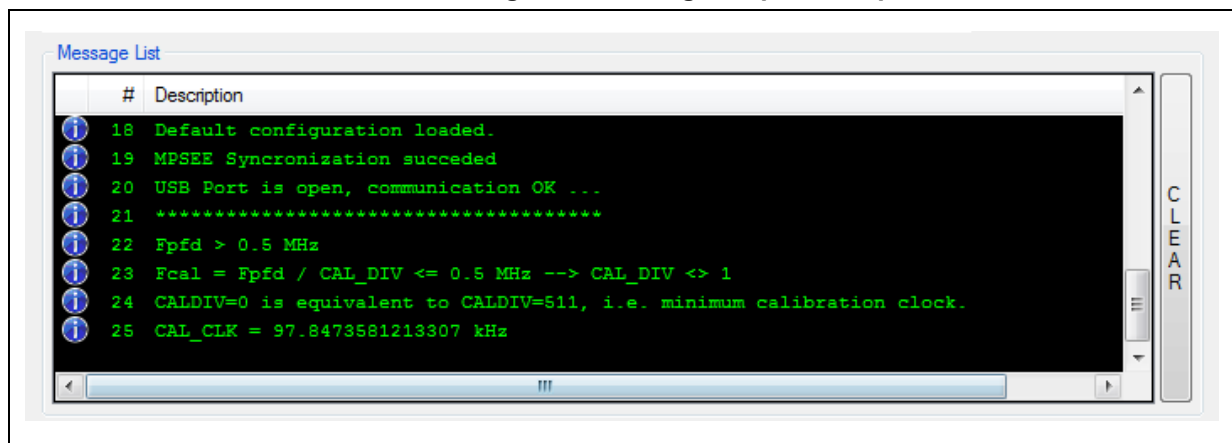 Message List
# Description
18 Default configuration loaded.
19 MPSEE Syncronization succeded
20 USB Port is open, communication OK ...
21 **************************************
22 Fpfd > 0.5 MHz
23 Fcal = Fpfd / CAL_DIV <= 0.5 MHz --> CAL_DIV <> 1
24 CALDIV=0 is equivalent to CALDIV=511, i.e. minimum calibration clock.
25 CAL_CLK = 97.8473581213307 kHz
CLEAR